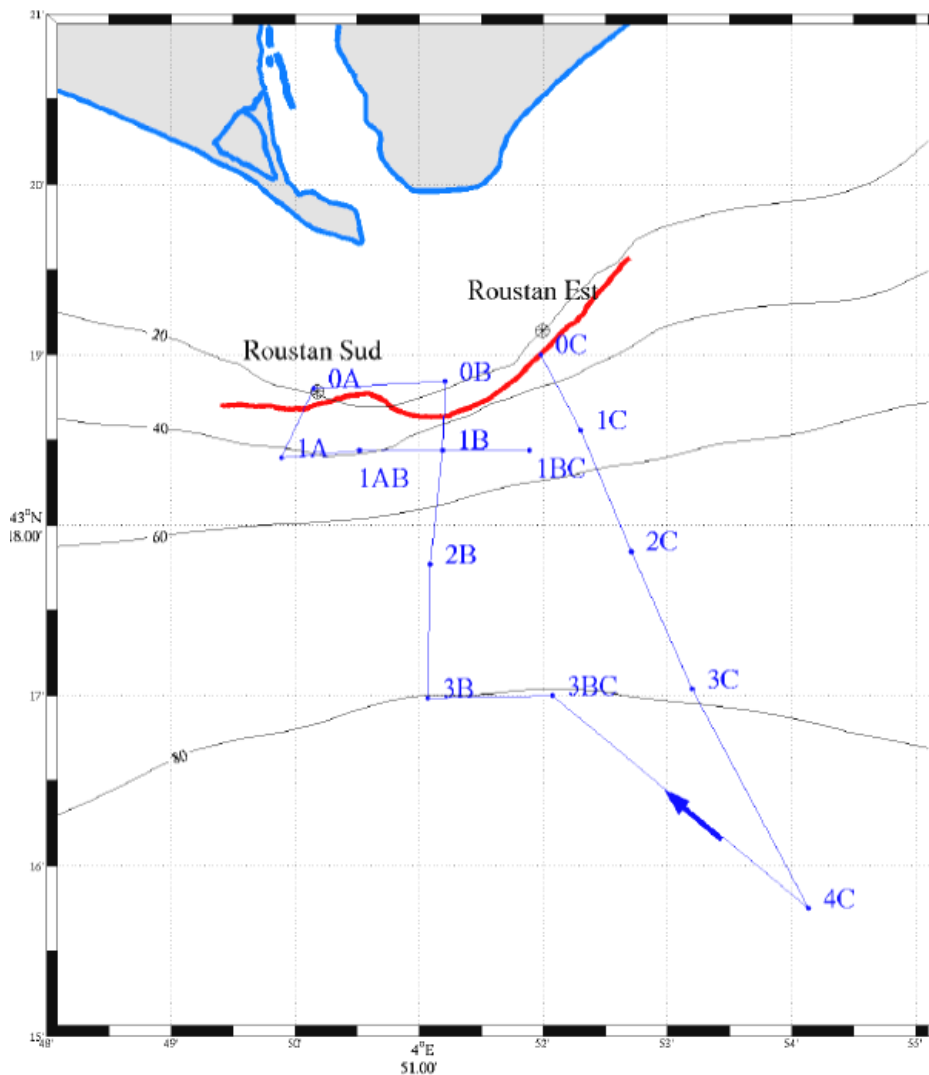 21'
20'
Roustan Est
20
19'
0C
Roustan Sud
0A
0B
40
1C
1A
1B
1AB
1BC
43°N
18.00'
60
2C
2B
17'
3B
3BC
3C
80
16'
4C
15'
48'
49'
50'
4°E
51.00'
52'
53'
54'
55'